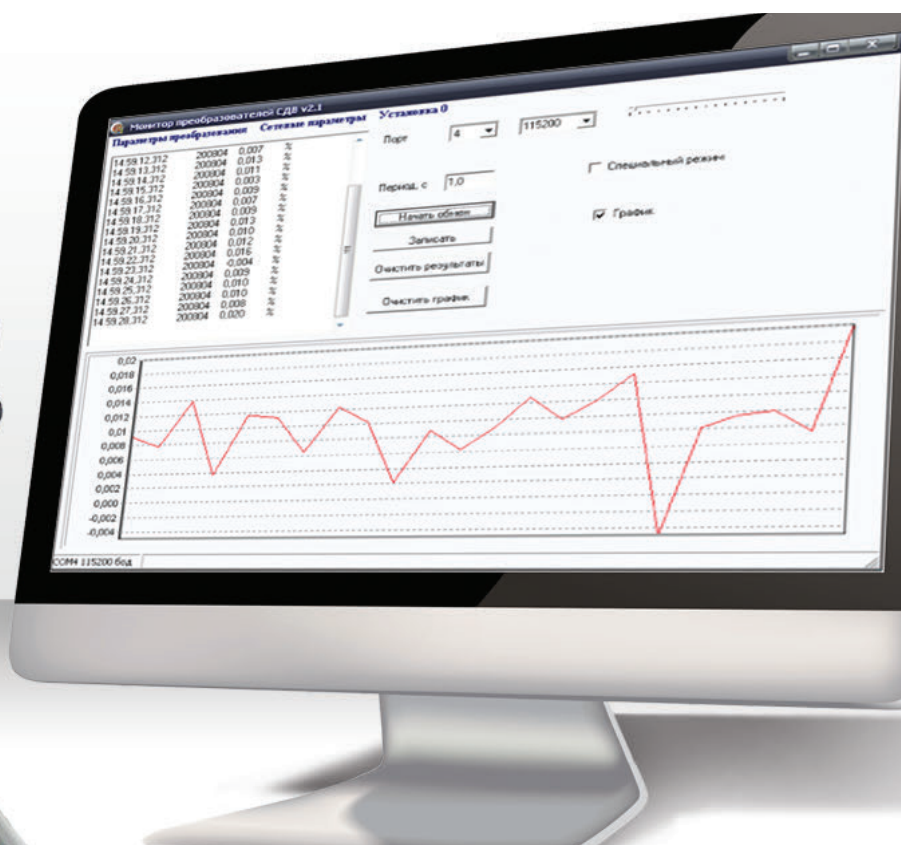 Монитор преобразователей СДВ v2.1
Параметры преобразования Сетевые параметры
14:59:12,312 200804 0,007 %
14:59:13,312 200804 0,013 %
14:59:14,312 200804 0,011 %
14:59:15,312 200804 0,003 %
14:59:16,312 200804 0,009 %
14:59:17,312 200804 0,007 %
14:59:18,312 200804 0,009 %
14:59:19,312 200804 0,013 %
14:59:20,312 200804 0,010 %
14:59:21,312 200804 0,012 %
14:59:22,312 200804 0,016 %
14:59:23,312 200804 -0,004 %
14:59:24,312 200804 0,009 %
14:59:25,312 200804 0,010 %
14:59:26,312 200804 0,010 %
14:59:27,312 200804 0,008 %
14:59:28,312 200804 0,020 %
Установка 0
Порт 4 115200
Специальный режим
Период, с 1,0
График
Начать обмен
Записать
Очистить результаты
Очистить график
0,02
0,018
0,016
0,014
0,012
0,01
0,008
0,006
0,004
0,002
0,000
-0,002
-0,004
COM4 115200 бод